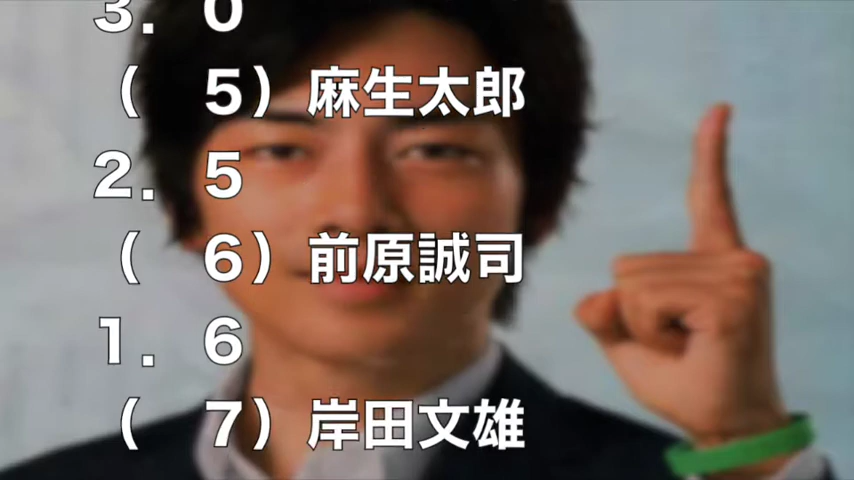 3. 0
( 5) 麻生太郎
2. 5
( 6) 前原誠司
1. 6
( 7) 岸田文雄